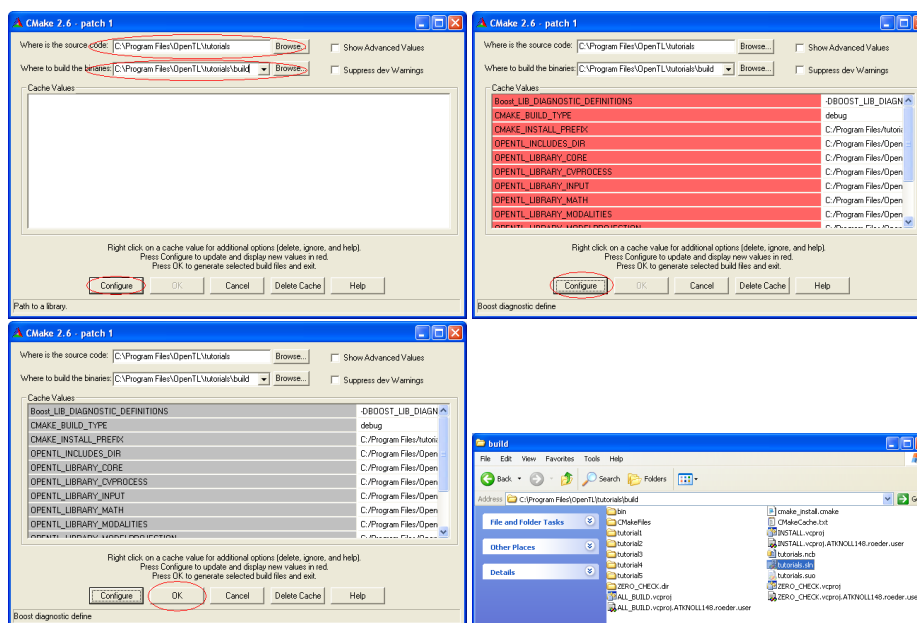 CMake 2.6 - patch 1
Where is the source code: C:\Program Files\OpenTL\tutorials Browse... Show Advanced Values
Where to build the binaries: C:\Program Files\OpenTL\tutorials\build Browse... Suppress dev Warnings
Cache Values
Right click on a cache value for additional options (delete, ignore, and help).
Press Configure to update and display new values in red.
Press OK to generate selected build files and exit.
Configure OK Cancel Delete Cache Help
Path to a library.
CMake 2.6 - patch 1
Where is the source code: C:\Program Files\OpenTL\tutorials Browse... Show Advanced Values
Where to build the binaries: C:\Program Files\OpenTL\tutorials\build Browse... Suppress dev Warnings
Cache Values
Boost_LIB_DIAGNOSTIC_DEFINITIONS -DBOOST_LIB_DIAGN
CMAKE_BUILD_TYPE debug
CMAKE_INSTALL_PREFIX C:/Program Files/tutoria
OPENTL_INCLUDES_DIR C:/Program Files/Open
OPENTL_LIBRARY_CORE C:/Program Files/Open
OPENTL_LIBRARY_CVPROCESS C:/Program Files/Open
OPENTL_LIBRARY_INPUT C:/Program Files/Open
OPENTL_LIBRARY_MATH C:/Program Files/Open
OPENTL_LIBRARY_MODALITIES C:/Program Files/Open
OPENTL_LIBRARY_MODELPROJECTION C:/Program Files/Open
Right click on a cache value for additional options (delete, ignore, and help).
Press Configure to update and display new values in red.
Press OK to generate selected build files and exit.
Configure OK Cancel Delete Cache Help
Boost diagnostic define
CMake 2.6 - patch 1
Where is the source code: C:\Program Files\OpenTL\tutorials Browse... Show Advanced Values
Where to build the binaries: C:\Program Files\OpenTL\tutorials\build Browse... Suppress dev Warnings
Cache Values
Boost_LIB_DIAGNOSTIC_DEFINITIONS -DBOOST_LIB_DIAGN
CMAKE_BUILD_TYPE debug
CMAKE_INSTALL_PREFIX C:/Program Files/tutoria
OPENTL_INCLUDES_DIR C:/Program Files/Open
OPENTL_LIBRARY_CORE C:/Program Files/Open
OPENTL_LIBRARY_CVPROCESS C:/Program Files/Open
OPENTL_LIBRARY_INPUT C:/Program Files/Open
OPENTL_LIBRARY_MATH C:/Program Files/Open
OPENTL_LIBRARY_MODALITIES C:/Program Files/Open
OPENTL_LIBRARY_MODELPROJECTION C:/Program Files/Open
Right click on a cache value for additional options (delete, ignore, and help).
Press Configure to update and display new values in red.
Press OK to generate selected build files and exit.
Configure OK Cancel Delete Cache Help
Boost diagnostic define
build
File Edit View Favorites Tools Help
Back Search Folders
Address C:\Program Files\OpenTL\tutorials\build
File and Folder Tasks
Other Places
Details
bin
CMakeFiles
tutorial1
tutorial2
tutorial3
tutorial4
tutorial5
ZERO_CHECK.dir
ALL_BUILD.vcproj
ALL_BUILD.vcproj.ATKNOLL148.roeder.user
cmake_install.cmake
CMakeCache.txt
INSTALL.vcproj
INSTALL.vcproj.ATKNOLL148.roeder.user
tutorials.ncb
tutorials.sln
tutorials.suo
ZERO_CHECK.vcproj
ZERO_CHECK.vcproj.ATKNOLL148.roeder.use